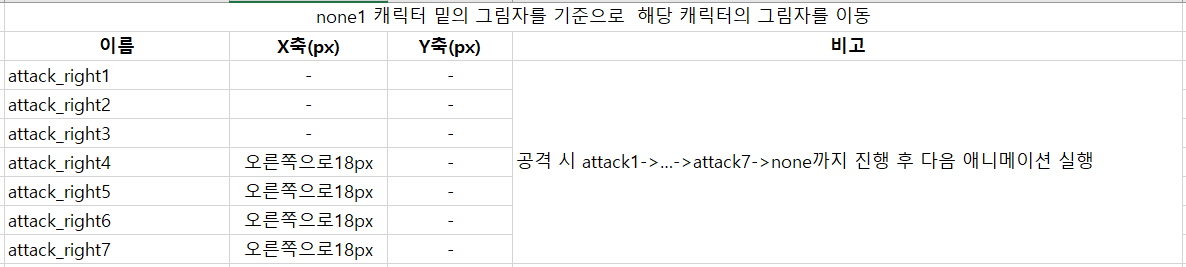 none1 캐릭터 밑의 그림자를 기준으로  해당 캐릭터의 그림자를 이동
이름 X축(px) Y축(px) 비고
attack_right1 - -
attack_right2 - -
attack_right3 - -
attack_right4 오른쪽으로18px - 공격 시 attack1->...->attack7->none까지 진행 후 다음 애니메이션 실행
attack_right5 오른쪽으로18px -
attack_right6 오른쪽으로18px -
attack_right7 오른쪽으로18px -